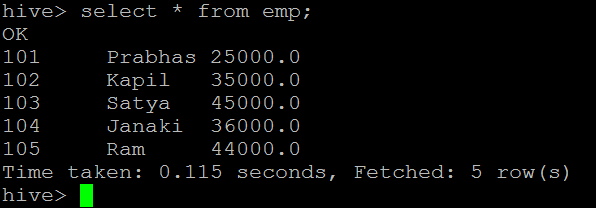 hive> select * from emp;
OK
101     Prabhas 25000.0
102     Kapil   35000.0
103     Satya   45000.0
104     Janaki  36000.0
105     Ram     44000.0
Time taken: 0.115 seconds, Fetched: 5 row(s)
hive>